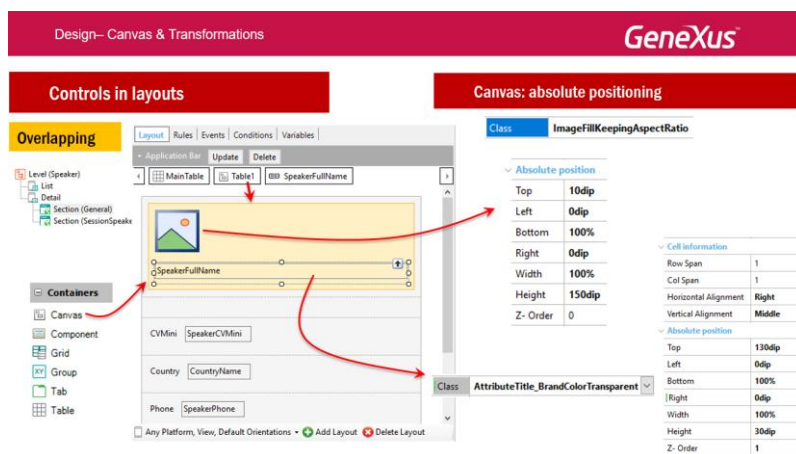 Design– Canvas & Transformations
GeneXus™
Controls in layouts
Canvas: absolute positioning
Overlapping
Level (Speaker)
List
Detail
Section (General)
Section (SessionSpeake
Containers
Canvas
Component
Grid
Group
Tab
Table
Layout Rules Events Conditions Variables
Application Bar Update Delete
MainTable Table1 SpeakerFullName
SpeakerFullName
CVMini SpeakerCVMini
Country CountryName
Phone SpeakerPhone
Any Platform, View, Default Orientations Add Layout Delete Layout
Class ImageFillKeepingAspectRatio
Absolute position
Top 10dip
Left 0dip
Bottom 100%
Right 0dip
Width 100%
Height 150dip
Z- Order 0
Class AttributeTitle_BrandColorTransparent
Cell information
Row Span 1
Col Span 1
Horizontal Alignment Right
Vertical Alignment Middle
Absolute position
Top 130dip
Left 0dip
Bottom 100%
Right 0dip
Width 100%
Height 30dip
Z- Order 1